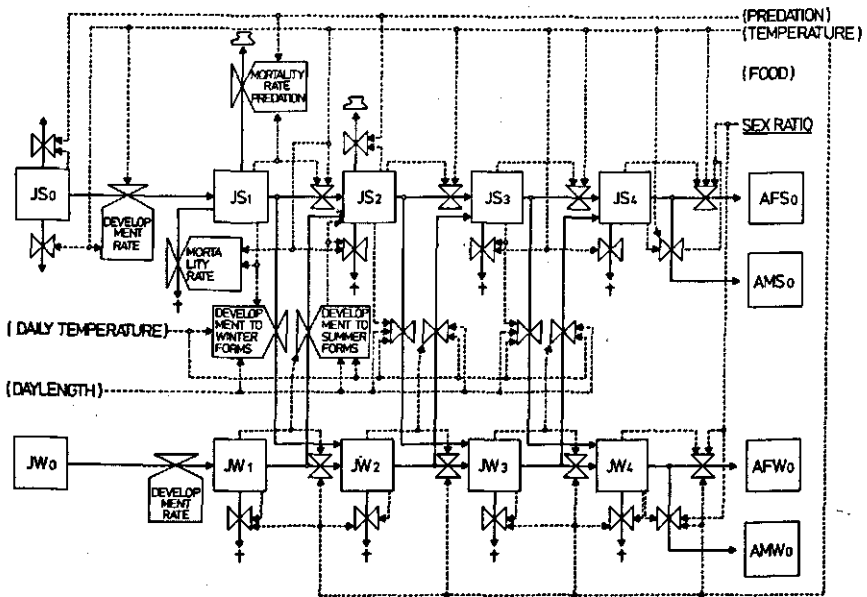 (PREDATION)
(TEMPERATURE)
(FOOD)
SEX RATIO
MORTALITY
RATE
PREDATION
JS0
JS1
JS2
JS3
JS4
AFS0
DEVELOP
MENT
RATE
MORTA
LITY
RATE
AMS0
(DAILY TEMPERATURE)
DEVELOP
MENT TO
WINTER
FORMS
DEVELOP
MENT TO
SUMMER
FORMS
(DAYLENGTH)
JW0
JW1
JW2
JW3
JW4
AFW0
DEVELOP
MENT
RATE
AMW0